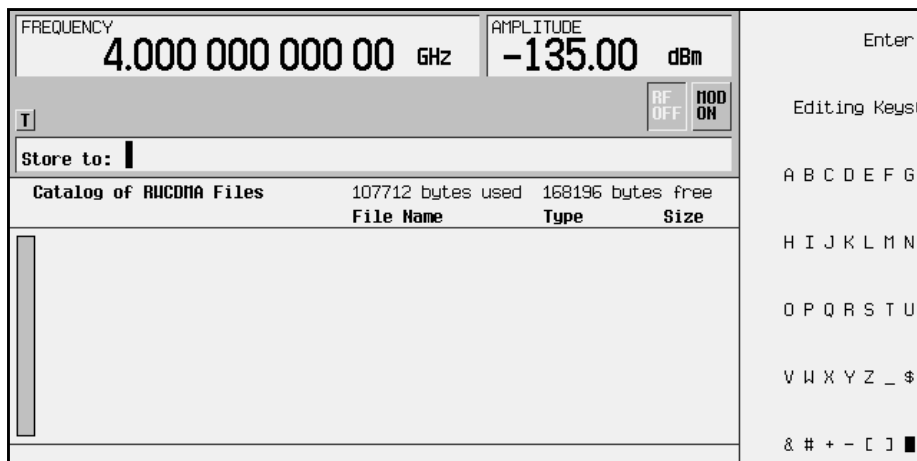 FREQUENCY
4.000 000 000 00 GHz
AMPLITUDE
-135.00 dBm
RF OFF
MOD ON
T
Store to:
Catalog of RWCDMA Files 107712 bytes used 168196 bytes free
File Name Type Size
Enter
Editing Keys
A B C D E F G
H I J K L M N
O P Q R S T U
V W X Y Z _ $
& # + - [ ]